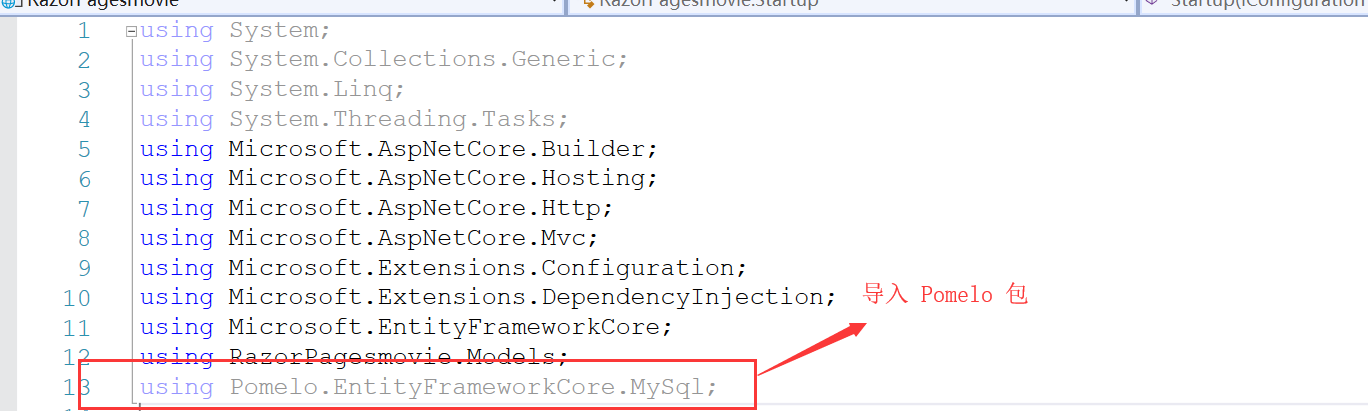 RazorPagesmovie
RazorPagesmovie.Startup
Startup(IConfiguration
1 using System;
2 using System.Collections.Generic;
3 using System.Linq;
4 using System.Threading.Tasks;
5 using Microsoft.AspNetCore.Builder;
6 using Microsoft.AspNetCore.Hosting;
7 using Microsoft.AspNetCore.Http;
8 using Microsoft.AspNetCore.Mvc;
9 using Microsoft.Extensions.Configuration;
10 using Microsoft.Extensions.DependencyInjection;
导入 Pomelo 包
11 using Microsoft.EntityFrameworkCore;
12 using RazorPagesmovie.Models;
13 using Pomelo.EntityFrameworkCore.MySql;